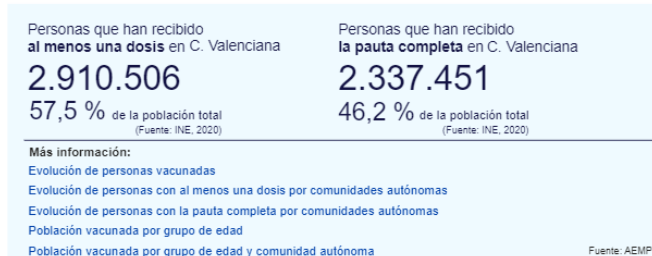 Personas que han recibido
al menos una dosis en C. Valenciana
2.910.506
57,5 % de la población total
(Fuente: INE, 2020)
Personas que han recibido
la pauta completa en C. Valenciana
2.337.451
46,2 % de la población total
(Fuente: INE, 2020)
Más información:
Evolución de personas vacunadas
Evolución de personas con al menos una dosis por comunidades autónomas
Evolución de personas con la pauta completa por comunidades autónomas
Población vacunada por grupo de edad
Población vacunada por grupo de edad y comunidad autónoma
Fuente: AEMP